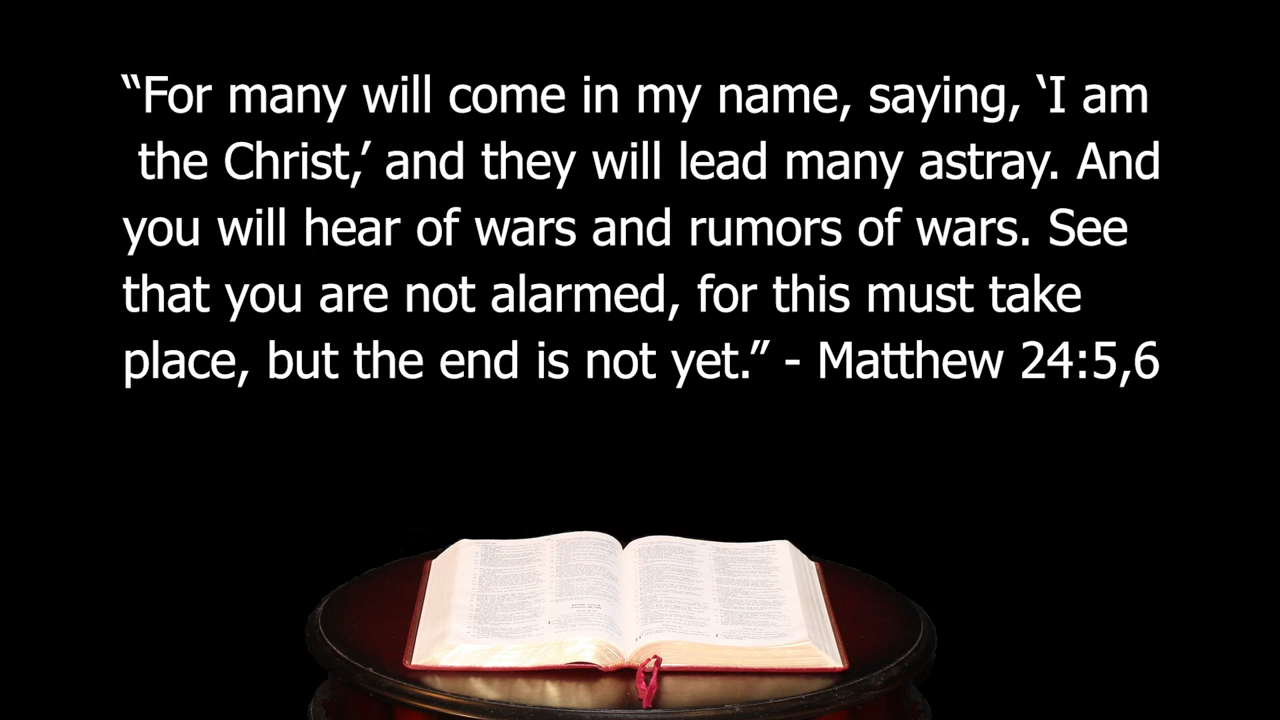 “For many will come in my name, saying, ‘I am
the Christ,’ and they will lead many astray. And
you will hear of wars and rumors of wars. See
that you are not alarmed, for this must take
place, but the end is not yet.” - Matthew 24:5,6